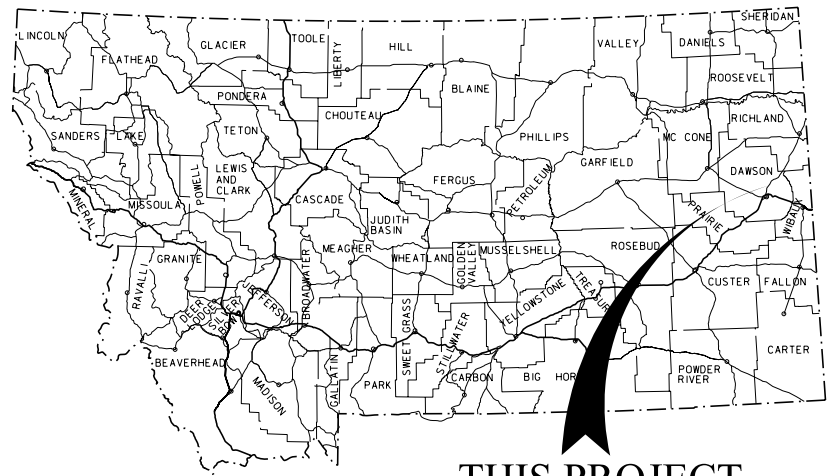 LINCOLN
FLATHEAD
GLACIER
TOOLE
LIBERTY
HILL
BLAINE
VALLEY
DANIELS
SHERIDAN
ROOSEVELT
PONDERA
CHOUTEAU
TETON
SANDERS
LAKE
PHILLIPS
MC CONE
RICHLAND
GARFIELD
DAWSON
LEWIS
AND
CLARK
POWELL
MISSOULA
MINERAL
CASCADE
FERGUS
PETROLEUM
JUDITH
BASIN
PRAIRIE
WIBAUX
GRANITE
RAVALLI
MEAGHER
BROADWATER
WHEATLAND
GOLDEN
VALLEY
MUSSELSHELL
ROSEBUD
TREASURE
CUSTER
FALLON
JEFFERSON
DEER
LODGE
SILVER
BOW
YELLOWSTONE
SWEET GRASS
STILLWATER
BEAVERHEAD
MADISON
GALLATIN
PARK
CARBON
BIG HOR
POWDER
RIVER
CARTER
THIS PROJECT